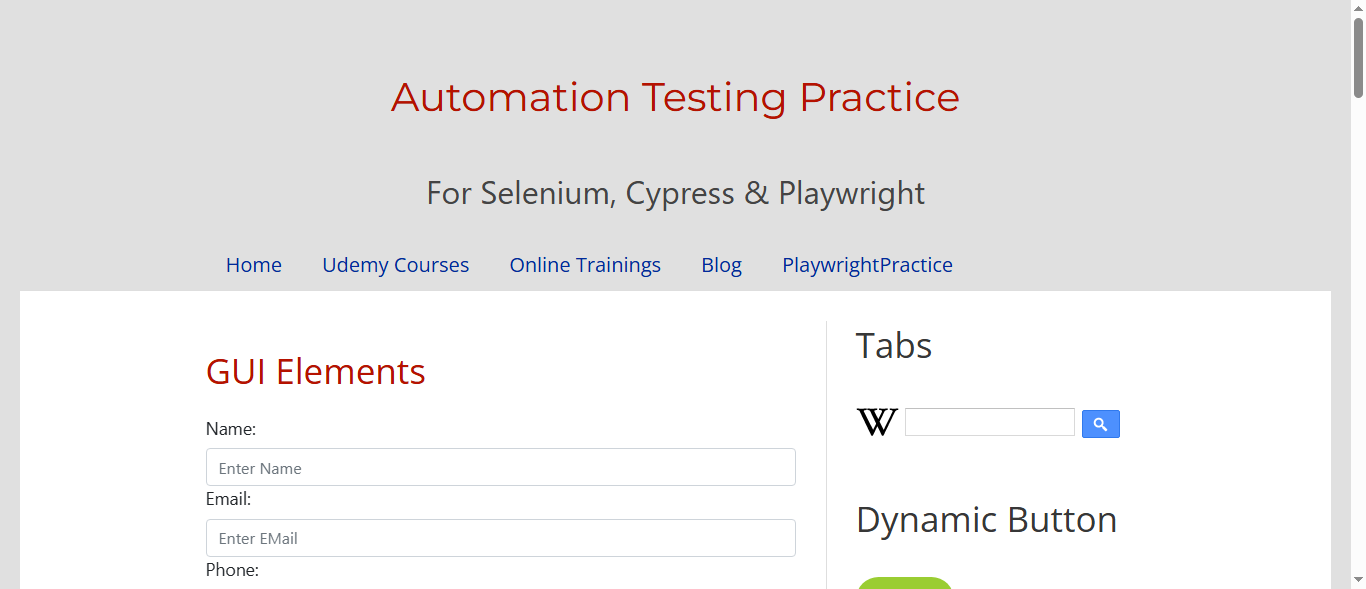 Automation Testing Practice
For Selenium, Cypress & Playwright
Home Udemy Courses Online Trainings Blog PlaywrightPractice
GUI Elements
Name:
Enter Name
Email:
Enter EMail
Phone:
Tabs
W
Dynamic Button